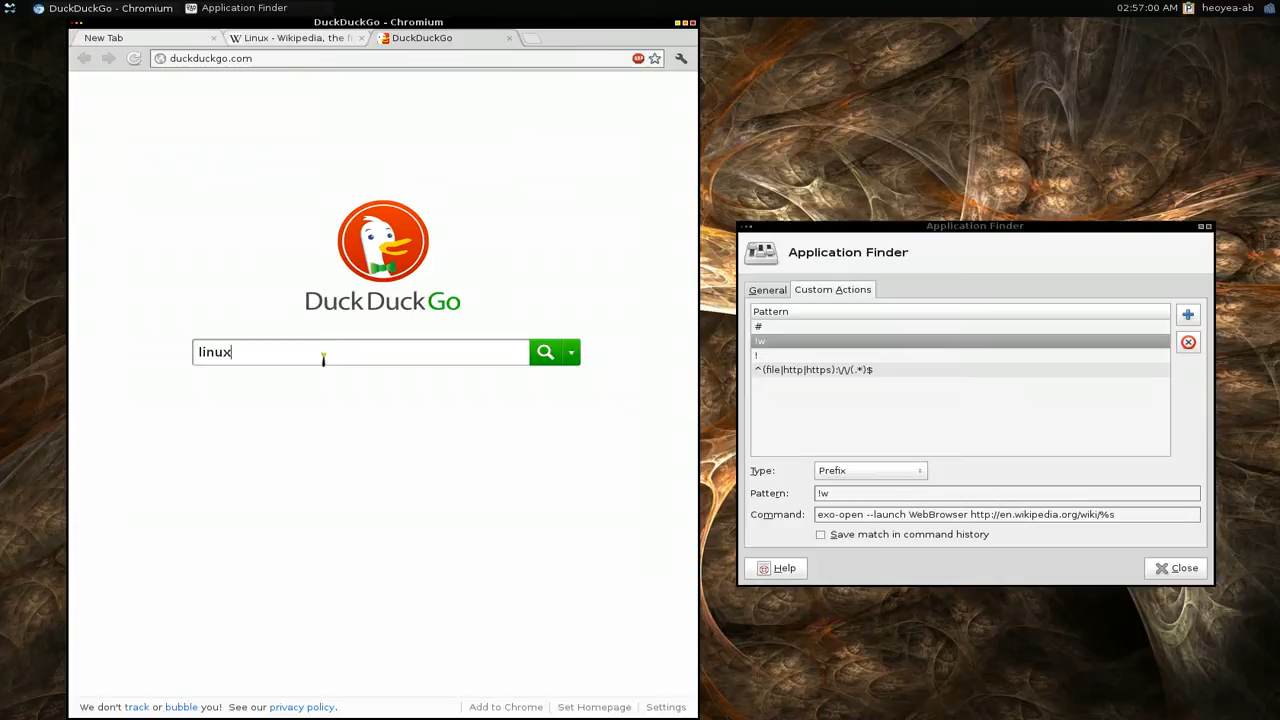 DuckDuckGo - Chromium
Application Finder
02:57:00 AM
heoyea-ab
DuckDuckGo - Chromium
New Tab
W Linux - Wikipedia, the f
DuckDuckGo
duckduckgo.com
ABP
DuckDuckGo
linux
We don't track or bubble you! See our privacy policy.
Add to Chrome
Set Homepage
Settings
Application Finder
Application Finder
General
Custom Actions
Pattern
#
!w
!
^(file|http|https):\/\/(.*)$
Type:
Prefix
Pattern:
!w
Command:
exo-open --launch WebBrowser http://en.wikipedia.org/wiki/%s
Save match in command history
Help
Close